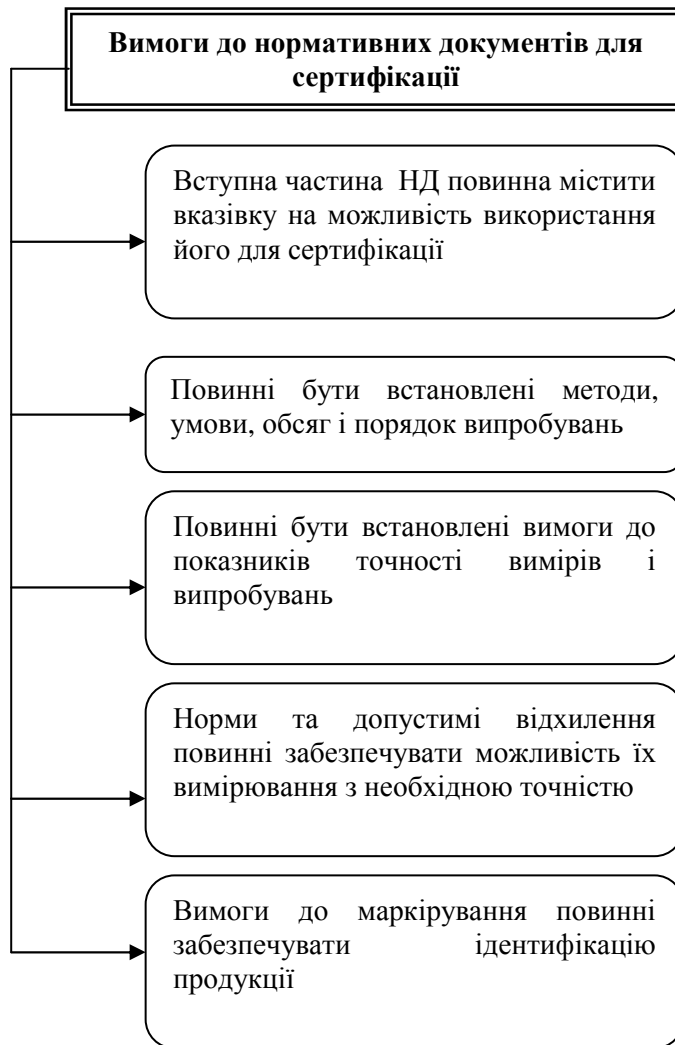 Вимоги до нормативних документів для
сертифікації
Вступна частина НД повинна містити
вказівку на можливість використання
його для сертифікації
Повинні бути встановлені методи,
умови, обсяг і порядок випробувань
Повинні бути встановлені вимоги до
показників точності вимірів і
випробувань
Норми та допустимі відхилення
повинні забезпечувати можливість їх
вимірювання з необхідною точністю
Вимоги до маркірування повинні
забезпечувати ідентифікацію
продукції